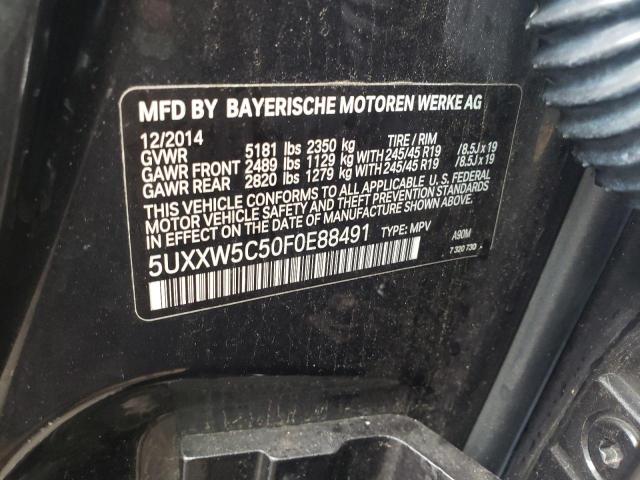 MFD BY BAYERISCHE MOTOREN WERKE AG
12/2014 TIRE / RIM
GVWR 5181 lbs 2350 kg
GAWR FRONT 2489 lbs 1129 kg WITH 245/45 R19 / 8.5J x 19
GAWR REAR 2820 lbs 1279 kg WITH 245/45 R19 / 8.5J x 19
THIS VEHICLE CONFORMS TO ALL APPLICABLE U. S. FEDERAL
MOTOR VEHICLE SAFETY AND THEFT PREVENTION STANDARDS
IN EFFECT ON THE DATE OF MANUFACTURE SHOWN ABOVE.
5UXXW5C50F0E88491 TYPE: MPV A90M
7 320 730